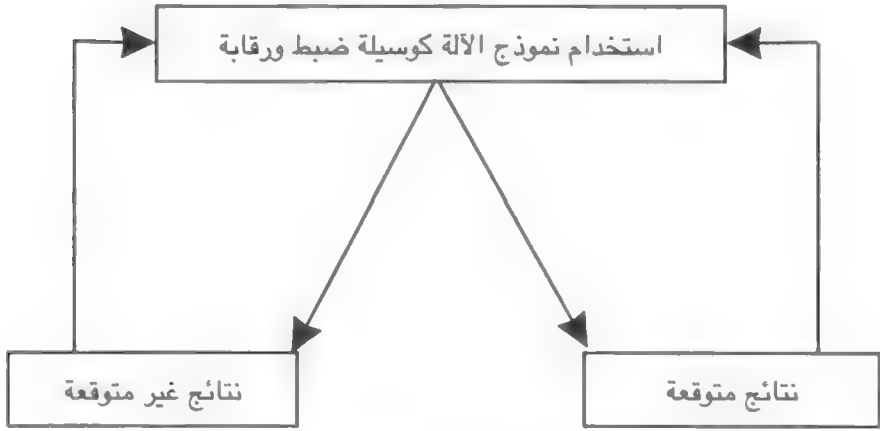 استخدام نموذج الآلة كوسيلة ضبط ورقابة
نتائج متوقعة
نتائج غير متوقعة